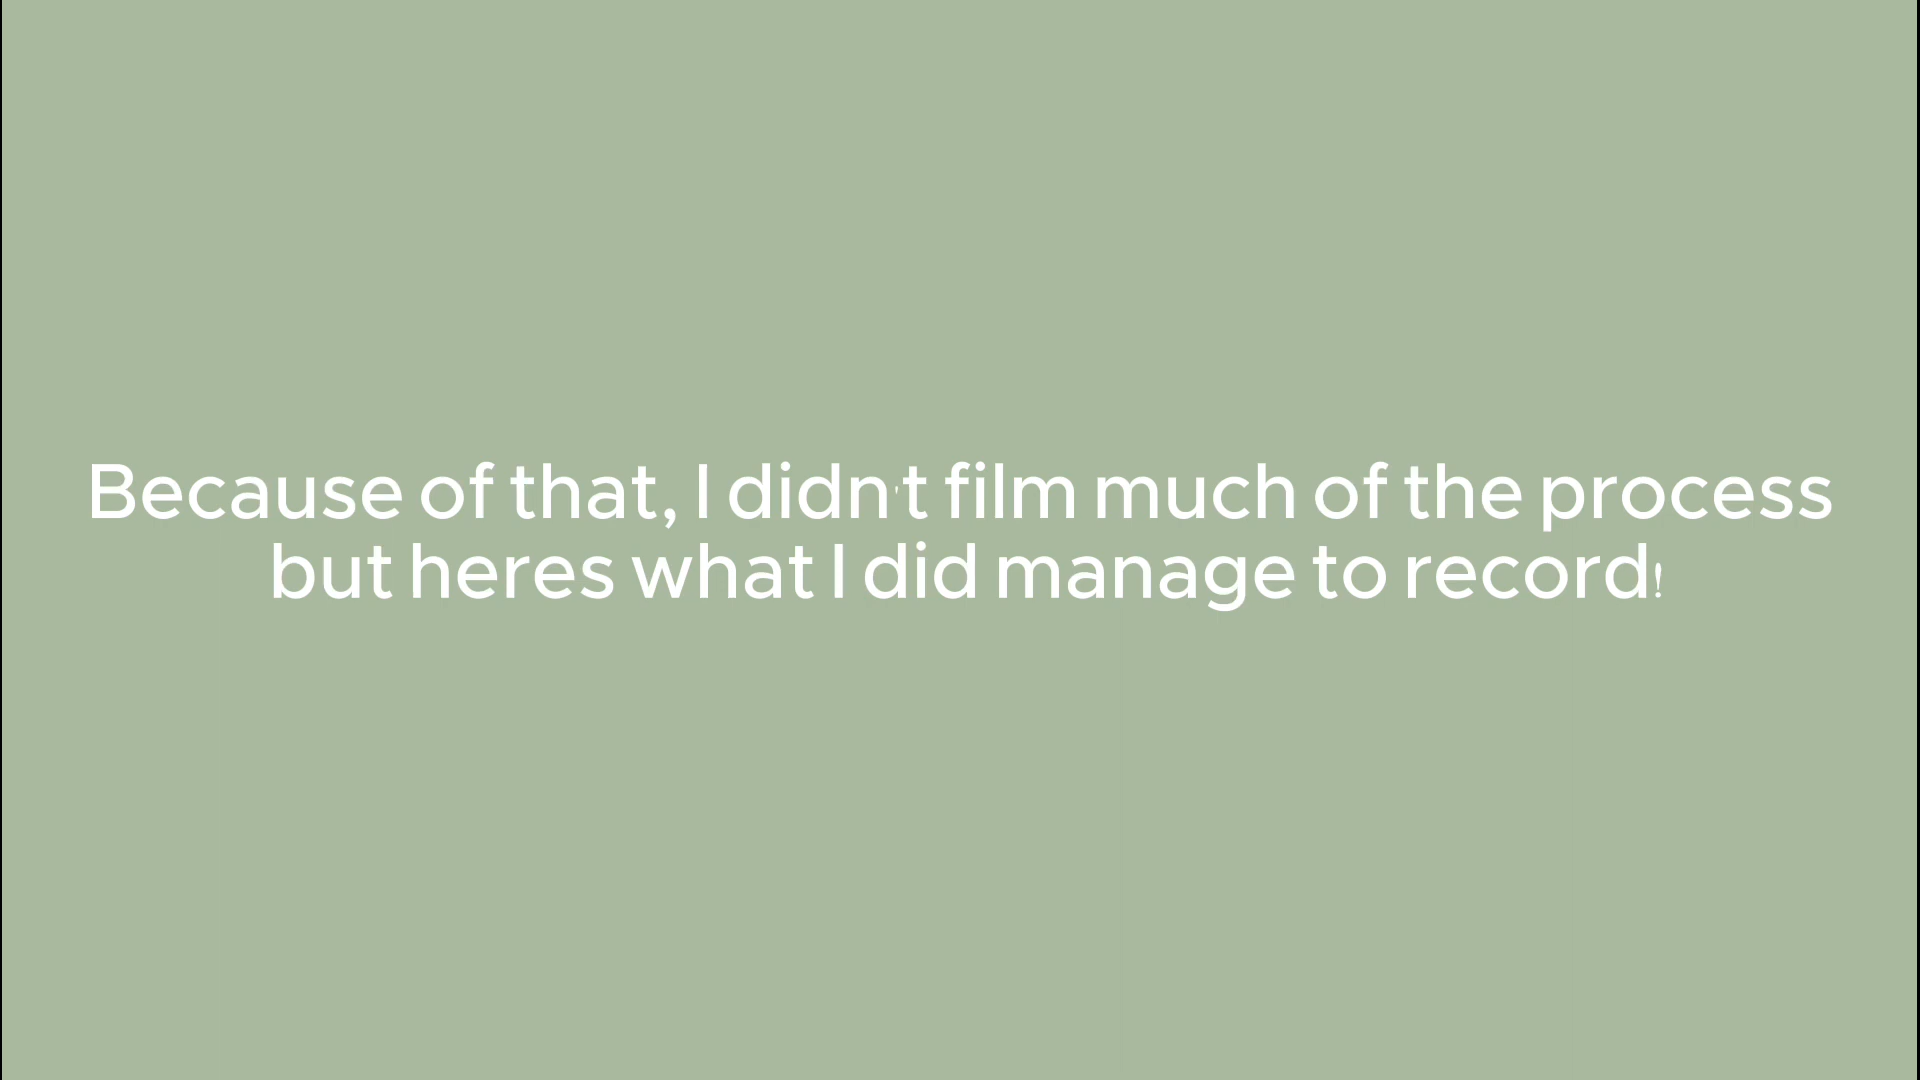 Because of that, I didn't film much of the process
but heres what I did manage to record!